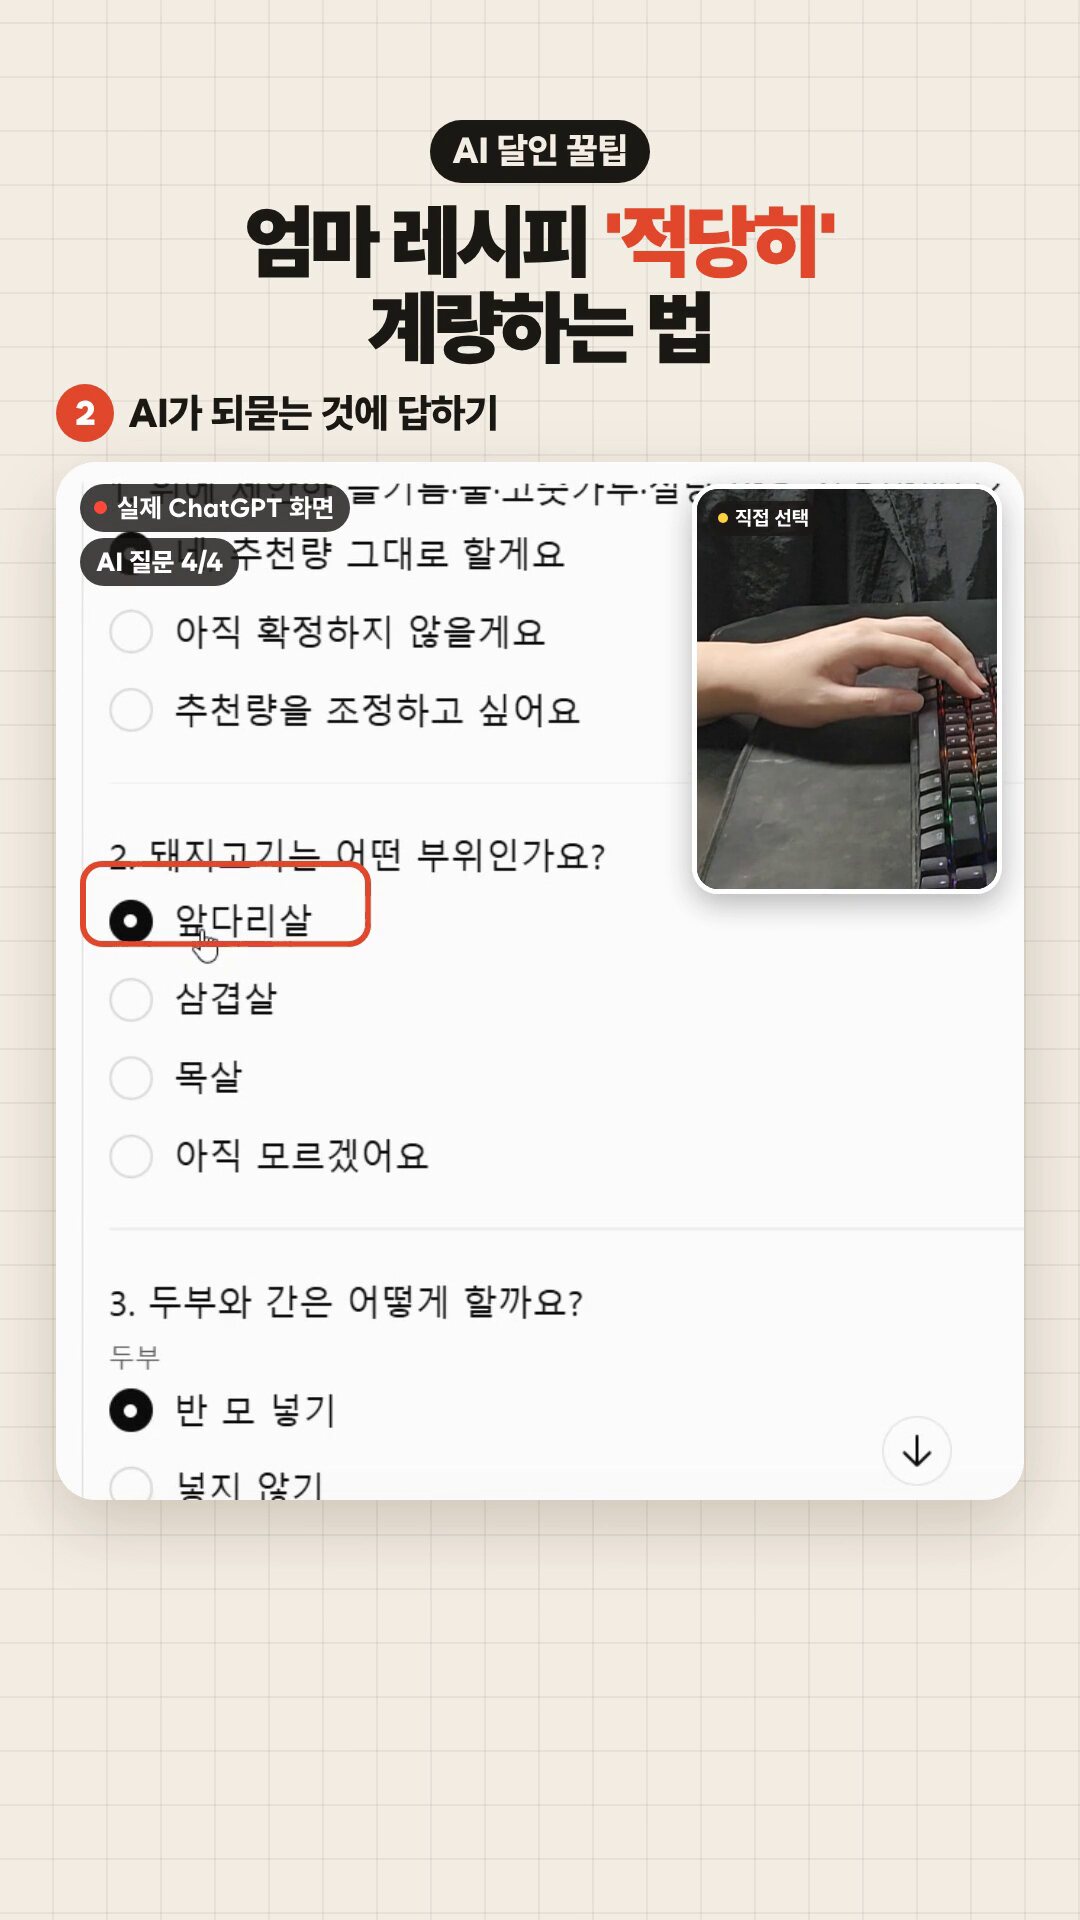 AI 달인 꿀팁
엄마 레시피 '적당히'
계량하는 법
2 AI가 되묻는 것에 답하기
실제 ChatGPT 화면
AI 질문 4/4
추천량 그대로 할게요
직접 선택
아직 확정하지 않을게요
추천량을 조정하고 싶어요
2. 돼지고기는 어떤 부위인가요?
앞다리살
삼겹살
목살
아직 모르겠어요
3. 두부와 간은 어떻게 할까요?
두부
반 모 넣기
넣지 않기